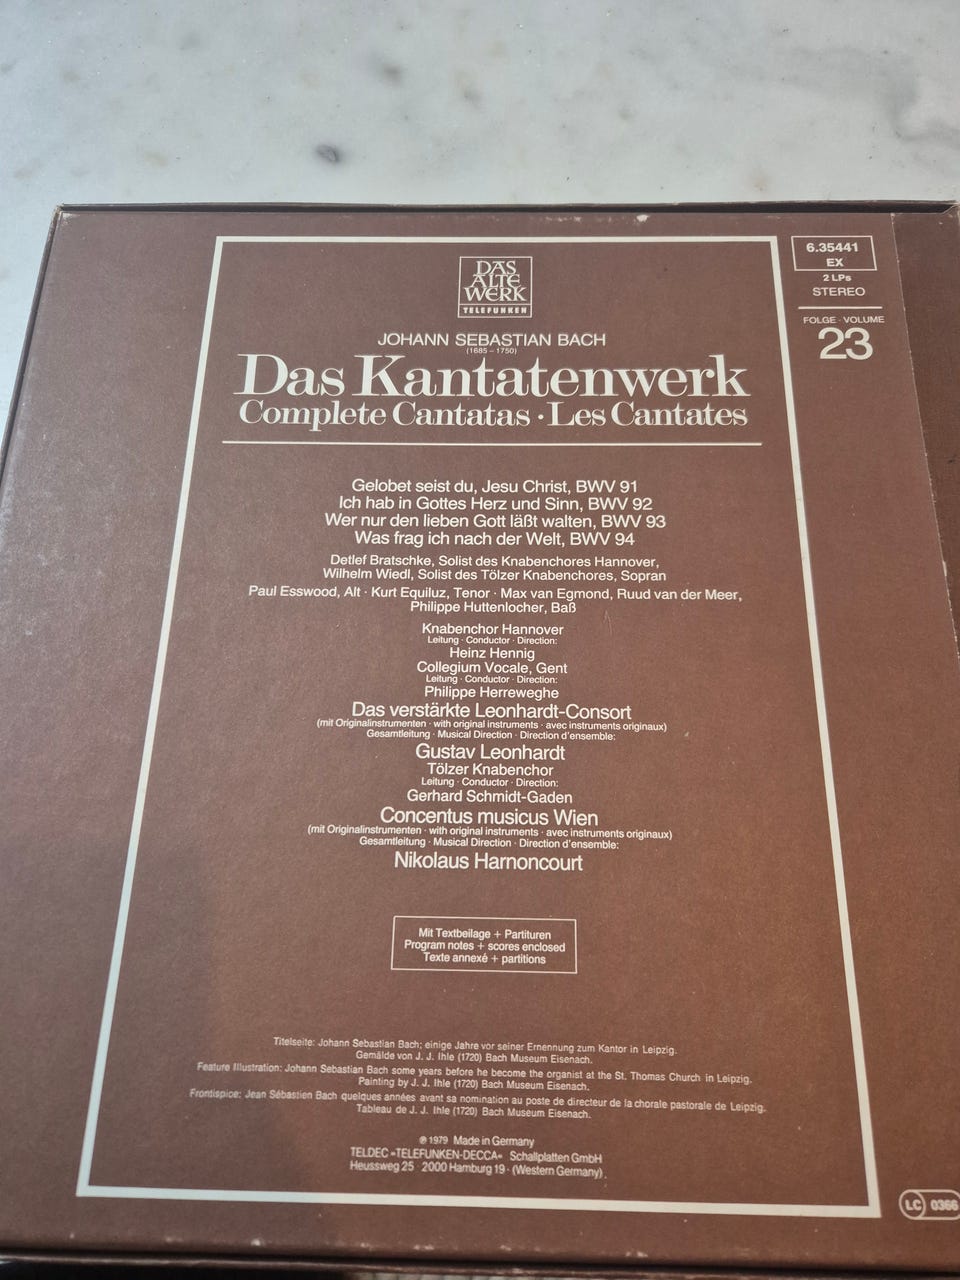 DAS
ALTE
WERK
TELEFUNKEN
6.35441
EX
2 LPs
STEREO
FOLGE · VOLUME
23
JOHANN SEBASTIAN BACH
(1685 – 1750)
Das Kantatenwerk
Complete Cantatas · Les Cantates
Gelobet seist du, Jesu Christ, BWV 91
Ich hab in Gottes Herz und Sinn, BWV 92
Wer nur den lieben Gott läßt walten, BWV 93
Was frag ich nach der Welt, BWV 94
Detlef Bratschke, Solist des Knabenchores Hannover,
Wilhelm Wiedl, Solist des Tölzer Knabenchores, Sopran
Paul Esswood, Alt · Kurt Equiluz, Tenor · Max van Egmond, Ruud van der Meer,
Philippe Huttenlocher, Baß
Knabenchor Hannover
Leitung · Conductor · Direction:
Heinz Hennig
Collegium Vocale, Gent
Leitung · Conductor · Direction:
Philippe Herreweghe
Das verstärkte Leonhardt-Consort
(mit Originalinstrumenten · with original instruments · avec instruments originaux)
Gesamtleitung · Musical Direction · Direction d'ensemble:
Gustav Leonhardt
Tölzer Knabenchor
Leitung · Conductor · Direction:
Gerhard Schmidt-Gaden
Concentus musicus Wien
(mit Originalinstrumenten · with original instruments · avec instruments originaux)
Gesamtleitung · Musical Direction · Direction d'ensemble:
Nikolaus Harnoncourt
Mit Textbeilage + Partituren
Program notes + scores enclosed
Texte annexé + partitions
Titelseite: Johann Sebastian Bach; einige Jahre vor seiner Ernennung zum Kantor in Leipzig.
Gemälde von J. J. Ihle (1720) Bach Museum Eisenach.
Feature Illustration: Johann Sebastian Bach some years before he become the organist at the St. Thomas Church in Leipzig.
Painting by J. J. Ihle (1720) Bach Museum Eisenach.
Frontispice: Jean Sébastien Bach quelques années avant sa nomination au poste de directeur de la chorale pastorale de Leipzig.
Tableau de J. J. Ihle (1720) Bach Museum Eisenach.
℗ 1979 Made in Germany
TELDEC »TELEFUNKEN-DECCA« Schallplatten GmbH
Heussweg 25 · 2000 Hamburg 19 · (Western Germany)
LC 0366